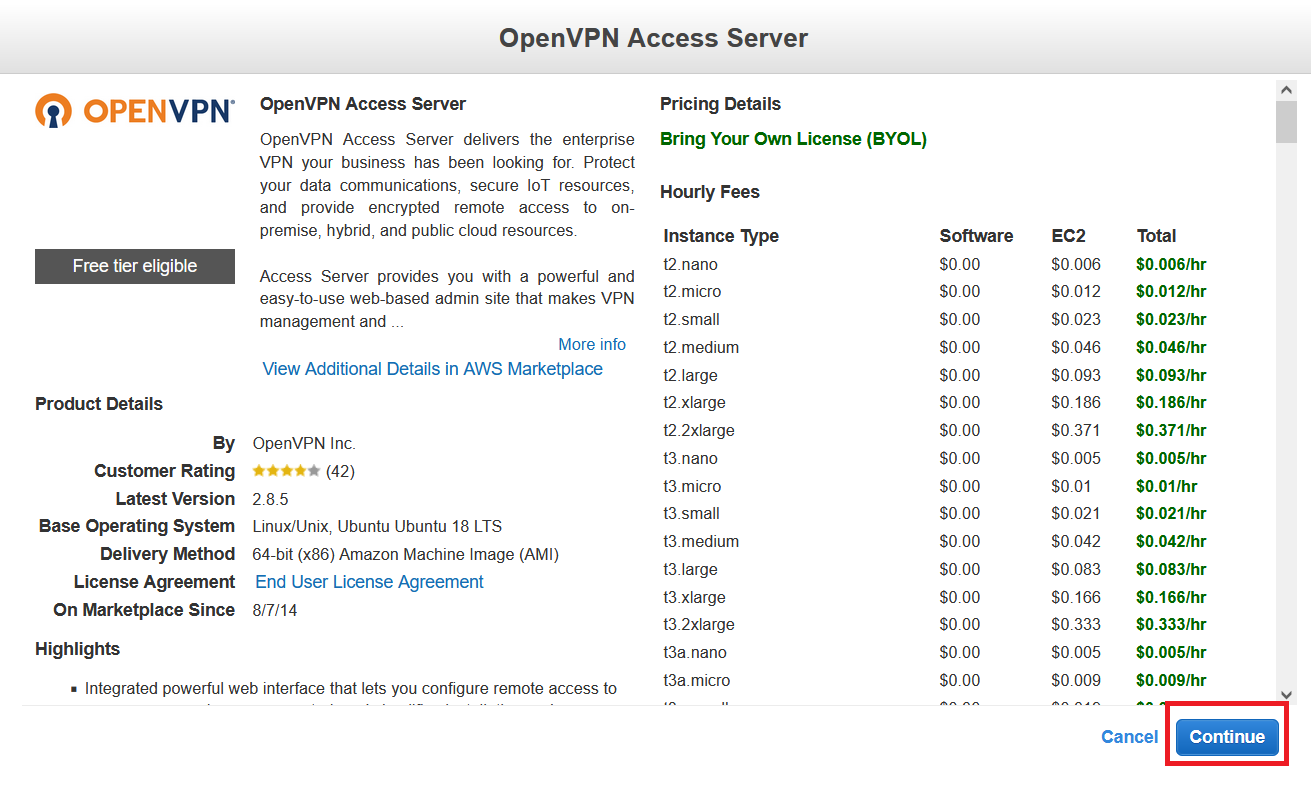 OpenVPN Access Server
OPENVPN
Free tier eligible
OpenVPN Access Server
OpenVPN Access Server delivers the enterprise
VPN your business has been looking for. Protect
your data communications, secure IoT resources,
and provide encrypted remote access to on-
premise, hybrid, and public cloud resources.
Access Server provides you with a powerful and
easy-to-use web-based admin site that makes VPN
management and ...
More info
View Additional Details in AWS Marketplace
Product Details
By OpenVPN Inc.
Customer Rating (42)
Latest Version 2.8.5
Base Operating System Linux/Unix, Ubuntu Ubuntu 18 LTS
Delivery Method 64-bit (x86) Amazon Machine Image (AMI)
License Agreement End User License Agreement
On Marketplace Since 8/7/14
Highlights
▪ Integrated powerful web interface that lets you configure remote access to
Pricing Details
Bring Your Own License (BYOL)
Hourly Fees
Instance Type Software EC2 Total
t2.nano $0.00 $0.006 $0.006/hr
t2.micro $0.00 $0.012 $0.012/hr
t2.small $0.00 $0.023 $0.023/hr
t2.medium $0.00 $0.046 $0.046/hr
t2.large $0.00 $0.093 $0.093/hr
t2.xlarge $0.00 $0.186 $0.186/hr
t2.2xlarge $0.00 $0.371 $0.371/hr
t3.nano $0.00 $0.005 $0.005/hr
t3.micro $0.00 $0.01 $0.01/hr
t3.small $0.00 $0.021 $0.021/hr
t3.medium $0.00 $0.042 $0.042/hr
t3.large $0.00 $0.083 $0.083/hr
t3.xlarge $0.00 $0.166 $0.166/hr
t3.2xlarge $0.00 $0.333 $0.333/hr
t3a.nano $0.00 $0.005 $0.005/hr
t3a.micro $0.00 $0.009 $0.009/hr
Cancel Continue